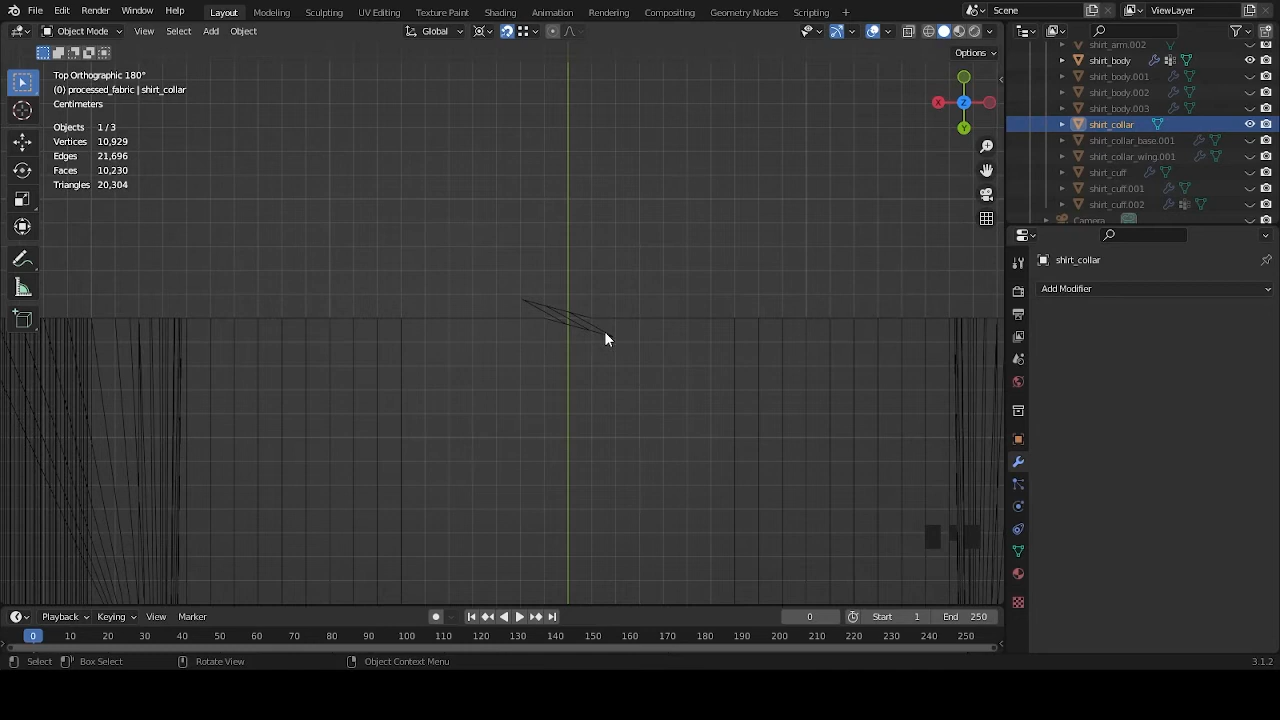 File Edit Render Window Help Layout Modeling Sculpting UV Editing Texture Paint Shading Animation Rendering Compositing Geometry Nodes Scripting + Scene ViewLayer
Object Mode View Select Add Object Global
Options
Top Orthographic 180°
(0) processed_fabric | shirt_collar
Centimeters
Objects 1 / 3
Vertices 10,929
Edges 21,696
Faces 10,230
Triangles 20,304
X Z Y
shirt_arm.002
shirt_body
shirt_body.001
shirt_body.002
shirt_body.003
shirt_collar
shirt_collar_base.001
shirt_collar_wing.001
shirt_cuff
shirt_cuff.001
shirt_cuff.002
Camera
shirt_collar
Add Modifier
Playback Keying View Marker 0 Start 1 End 250
0 10 20 30 40 50 60 70 80 90 100 110 120 130 140 150 160 170 180 190 200 210 220 230 240 250
Select Box Select Rotate View Object Context Menu 3.1.2